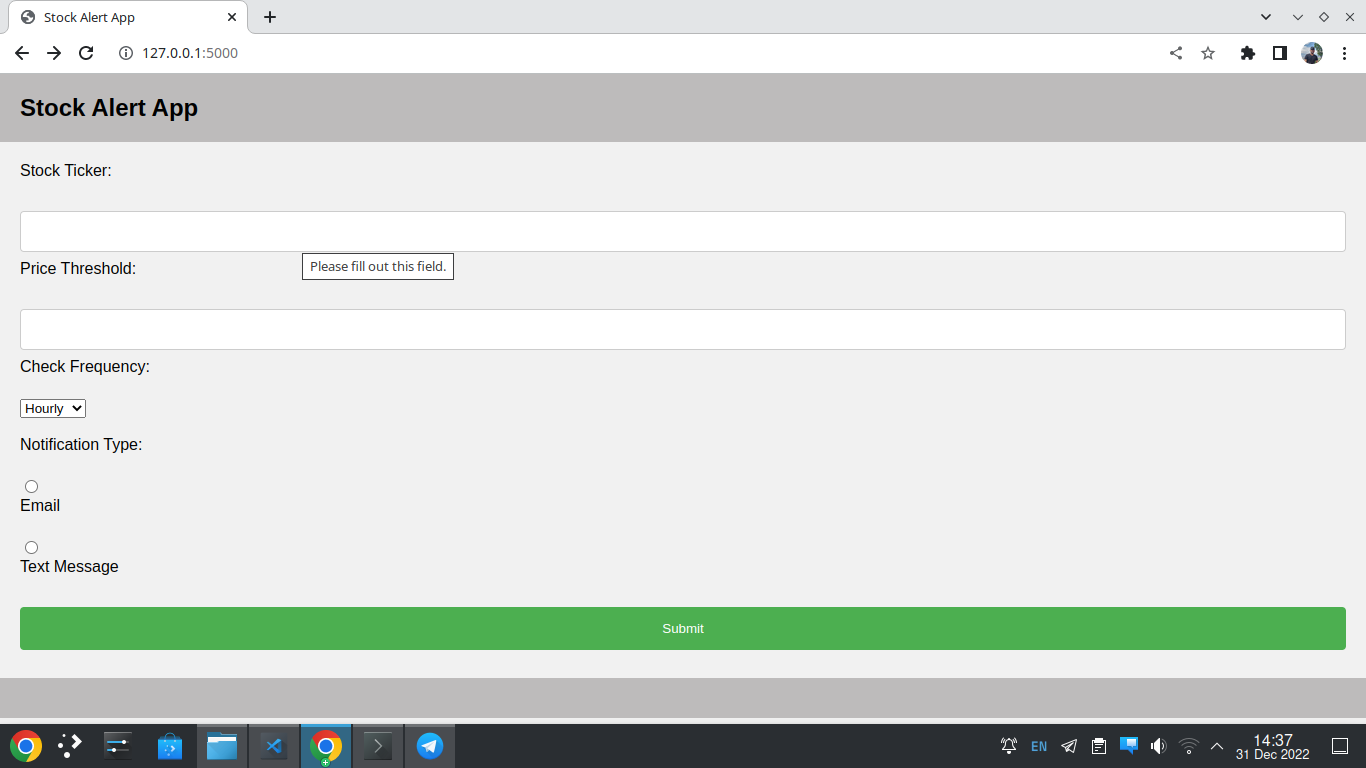 Stock Alert App
127.0.0.1:5000
Stock Alert App
Stock Ticker:
Please fill out this field.
Price Threshold:
Check Frequency:
Hourly
Notification Type:
Email
Text Message
Submit
EN
14:37
31 Dec 2022